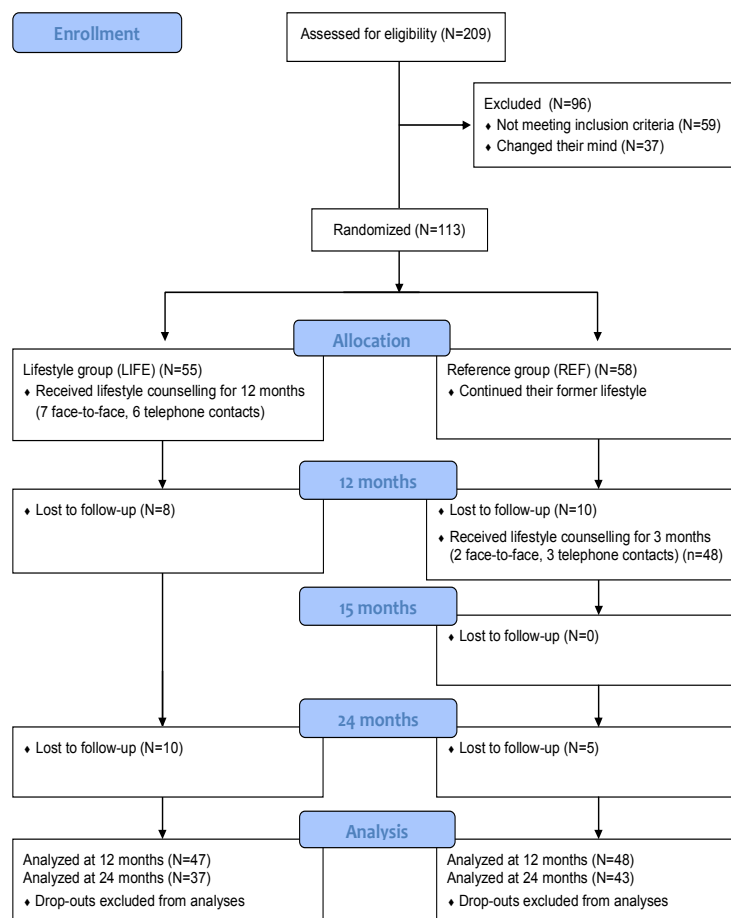 Enrollment
Assessed for eligibility (N=209)
Excluded (N=96)
♦ Not meeting inclusion criteria (N=59)
♦ Changed their mind (N=37)
Randomized (N=113)
Allocation
Lifestyle group (LIFE) (N=55)
♦ Received lifestyle counselling for 12 months
(7 face-to-face, 6 telephone contacts)
Reference group (REF) (N=58)
♦ Continued their former lifestyle
12 months
♦ Lost to follow-up (N=8)
♦ Lost to follow-up (N=10)
♦ Received lifestyle counselling for 3 months
(2 face-to-face, 3 telephone contacts) (n=48)
15 months
♦ Lost to follow-up (N=0)
24 months
♦ Lost to follow-up (N=10)
♦ Lost to follow-up (N=5)
Analysis
Analyzed at 12 months (N=47)
Analyzed at 24 months (N=37)
♦ Drop-outs excluded from analyses
Analyzed at 12 months (N=48)
Analyzed at 24 months (N=43)
♦ Drop-outs excluded from analyses